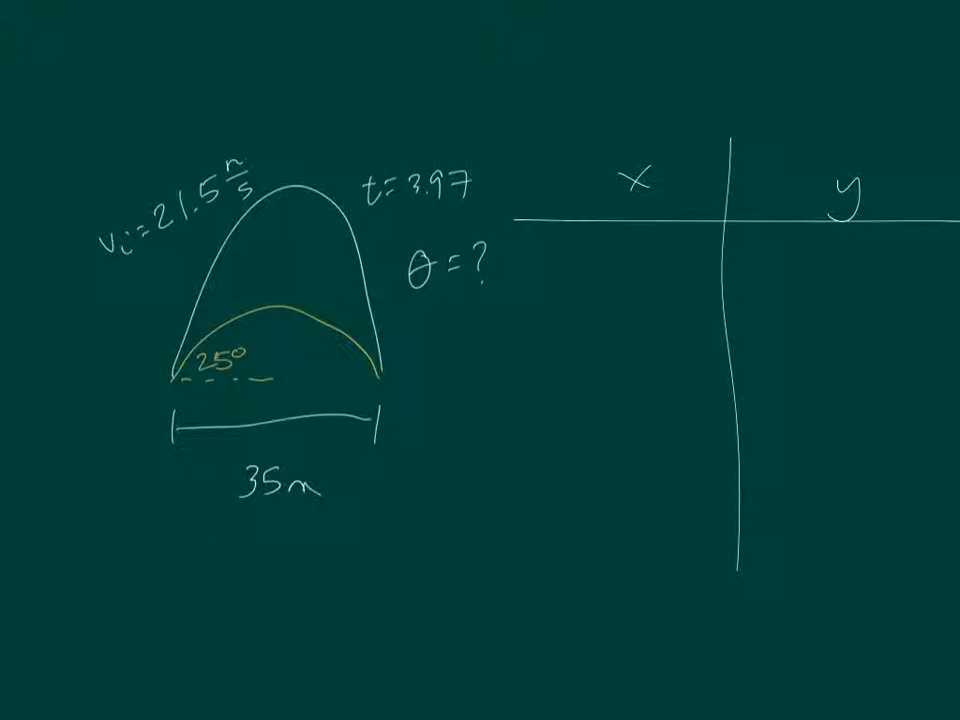 vᵢ = 21.5 m/s
t = 3.97
θ = ?
25°
35m
x
y